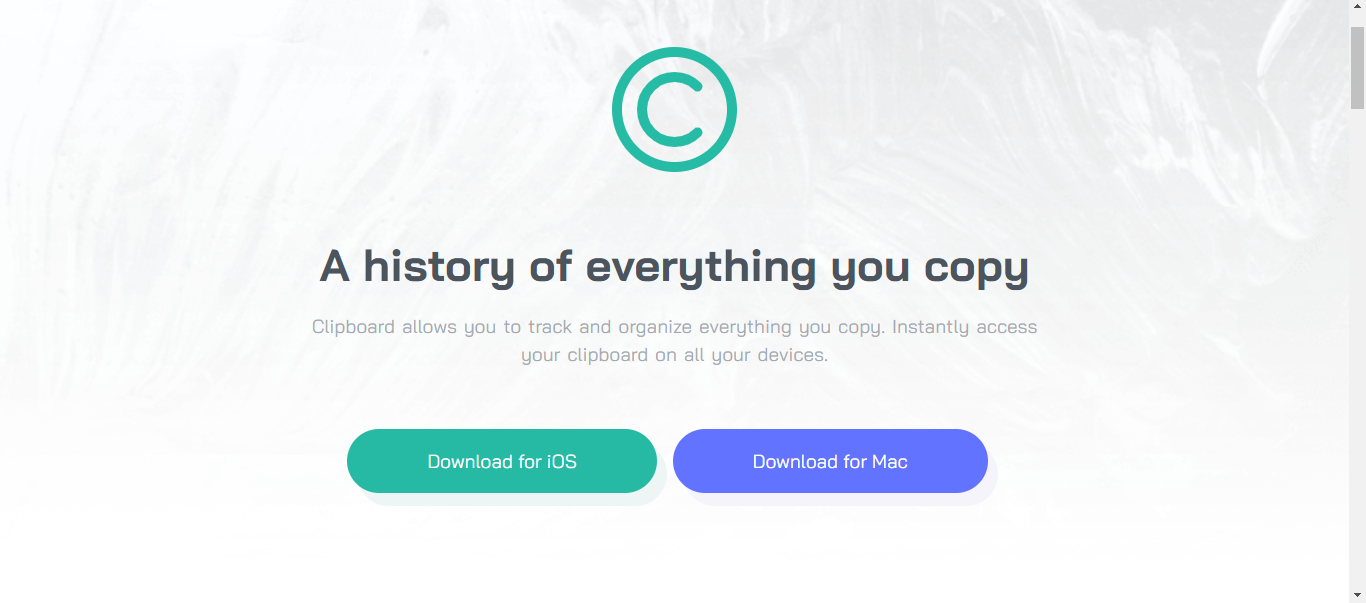 A history of everything you copy
Clipboard allows you to track and organize everything you copy. Instantly access
your clipboard on all your devices.
Download for iOS
Download for Mac